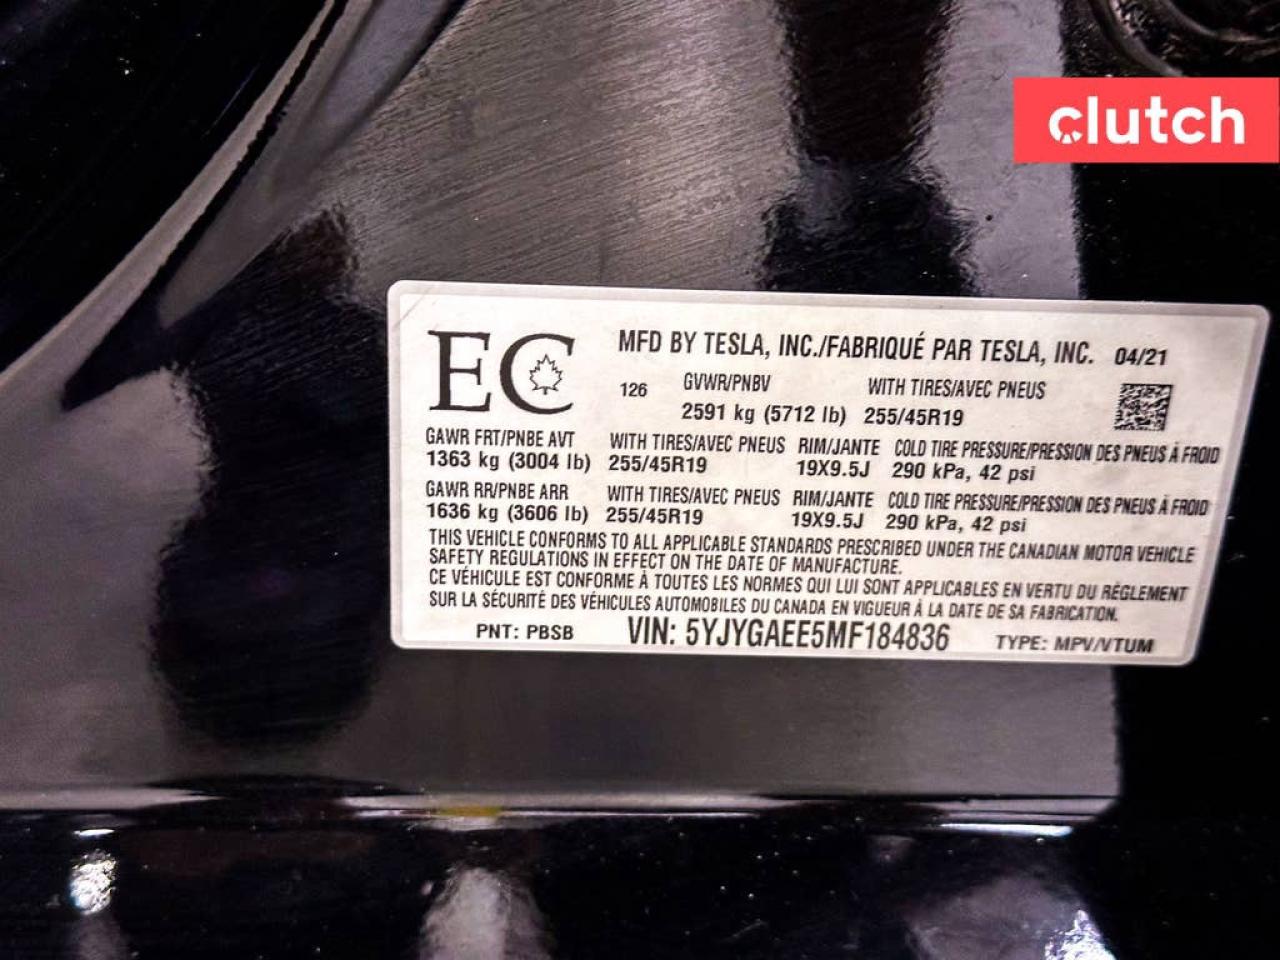 clutch
EC
MFD BY TESLA, INC./FABRIQUÉ PAR TESLA, INC. 04/21
126 GVWR/PNBV WITH TIRES/AVEC PNEUS
2591 kg (5712 lb) 255/45R19
GAWR FRT/PNBE AVT WITH TIRES/AVEC PNEUS RIM/JANTE COLD TIRE PRESSURE/PRESSION DES PNEUS À FROID
1363 kg (3004 lb) 255/45R19 19X9.5J 290 kPa, 42 psi
GAWR RR/PNBE ARR WITH TIRES/AVEC PNEUS RIM/JANTE COLD TIRE PRESSURE/PRESSION DES PNEUS À FROID
1636 kg (3606 lb) 255/45R19 19X9.5J 290 kPa, 42 psi
THIS VEHICLE CONFORMS TO ALL APPLICABLE STANDARDS PRESCRIBED UNDER THE CANADIAN MOTOR VEHICLE
SAFETY REGULATIONS IN EFFECT ON THE DATE OF MANUFACTURE.
CE VÉHICULE EST CONFORME À TOUTES LES NORMES QUI LUI SONT APPLICABLES EN VERTU DU RÉGLEMENT
SUR LA SÉCURITÉ DES VÉHICULES AUTOMOBILES DU CANADA EN VIGUEUR À LA DATE DE SA FABRICATION.
PNT: PBSB VIN: 5YJYGAEE5MF184836 TYPE: MPV/VTUM